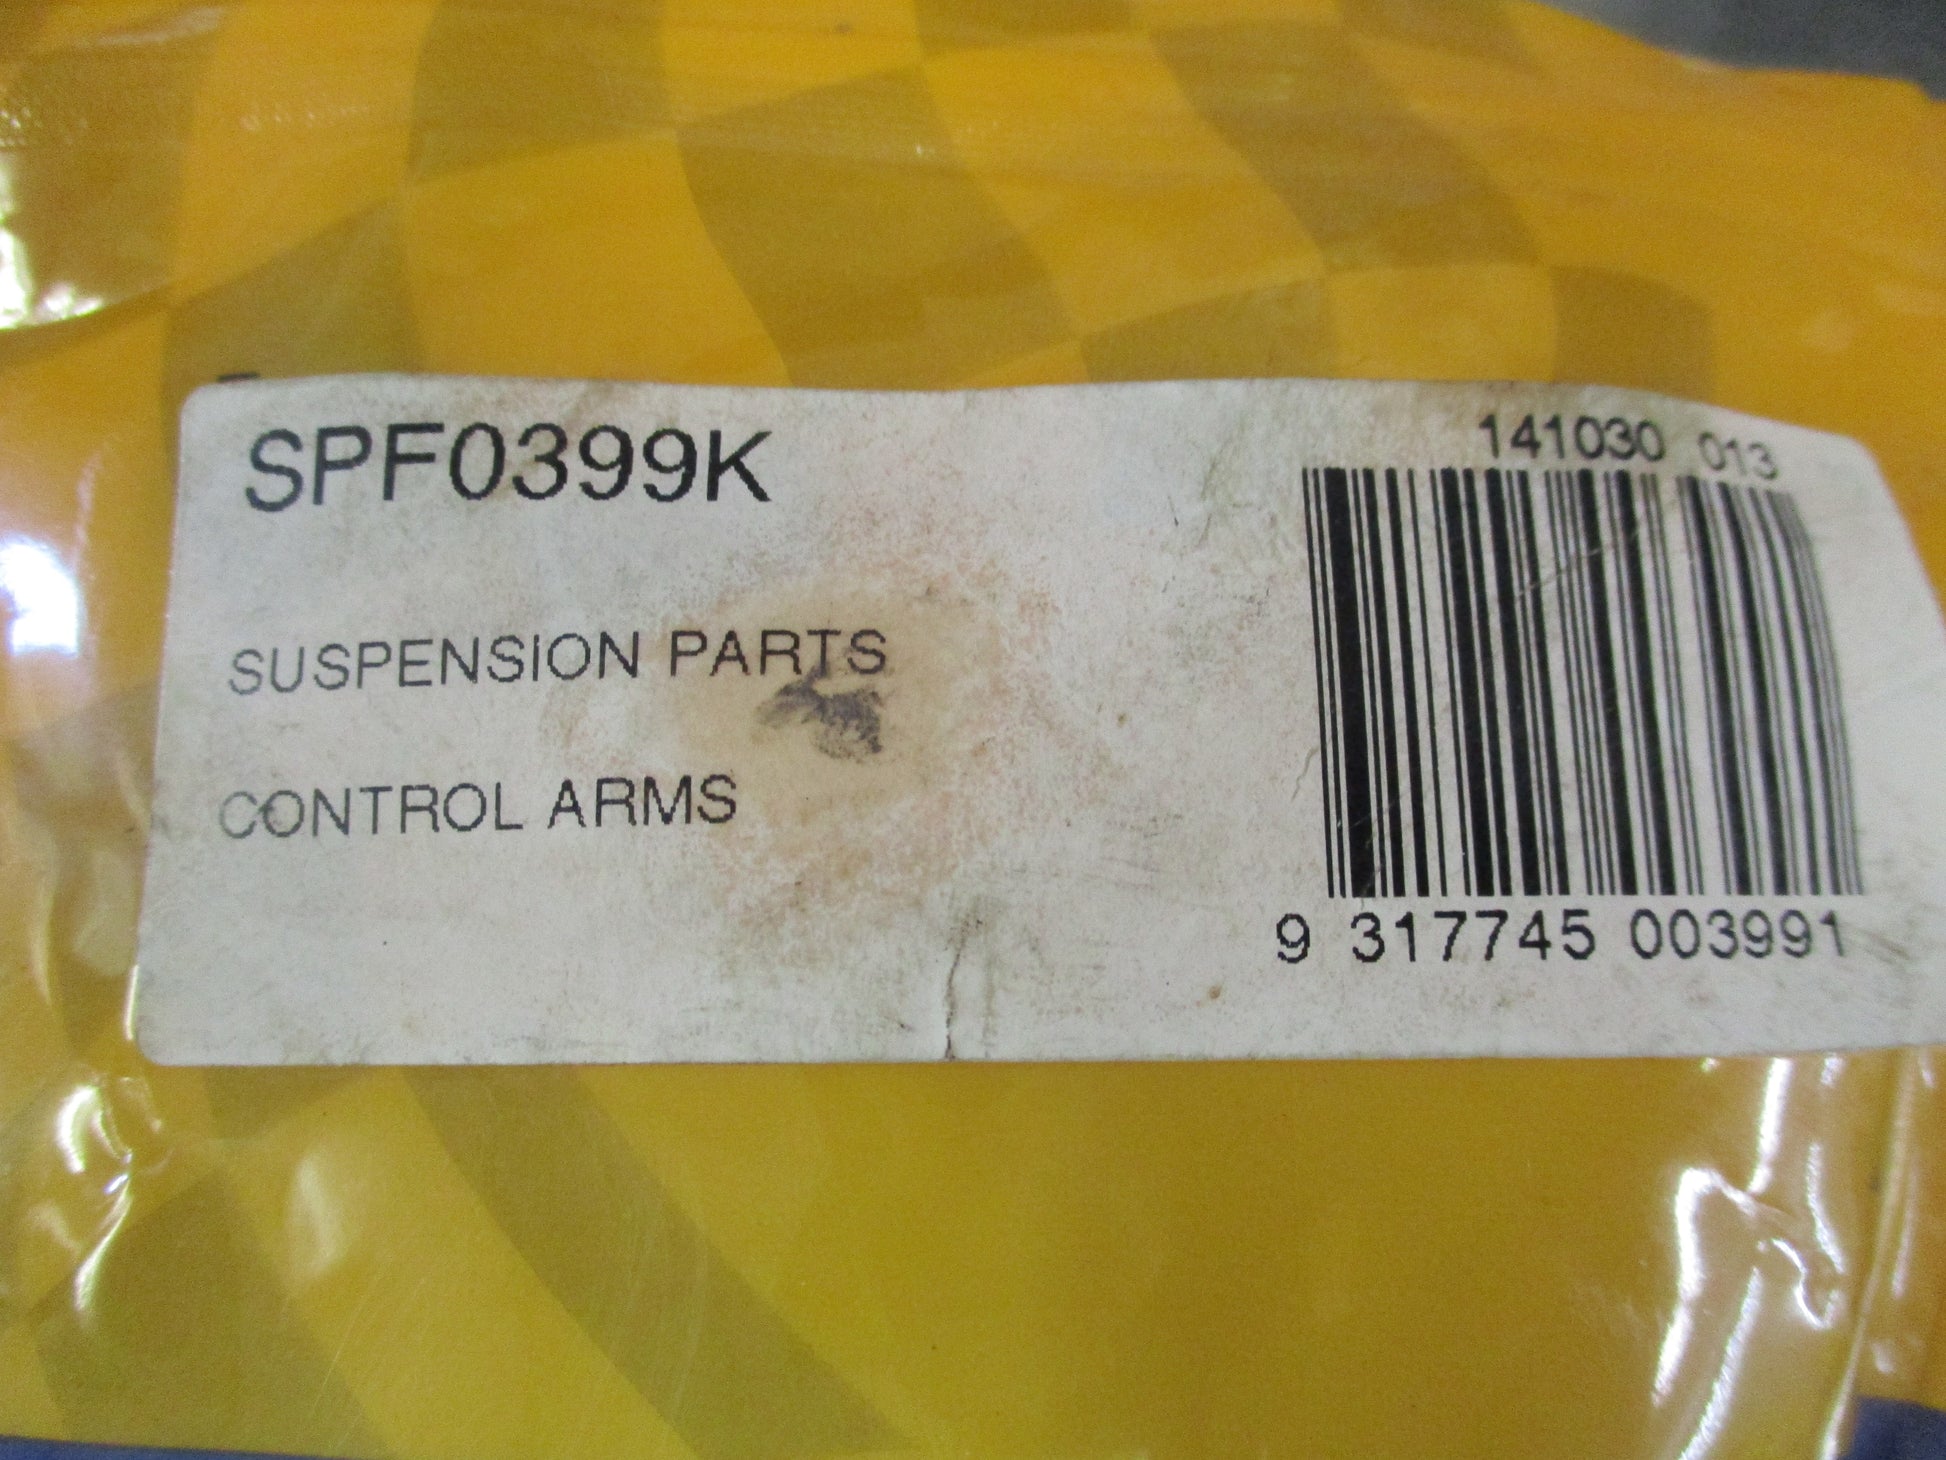 SPF0399K
141030 013
SUSPENSION PARTS
CONTROL ARMS
9 317745 003991